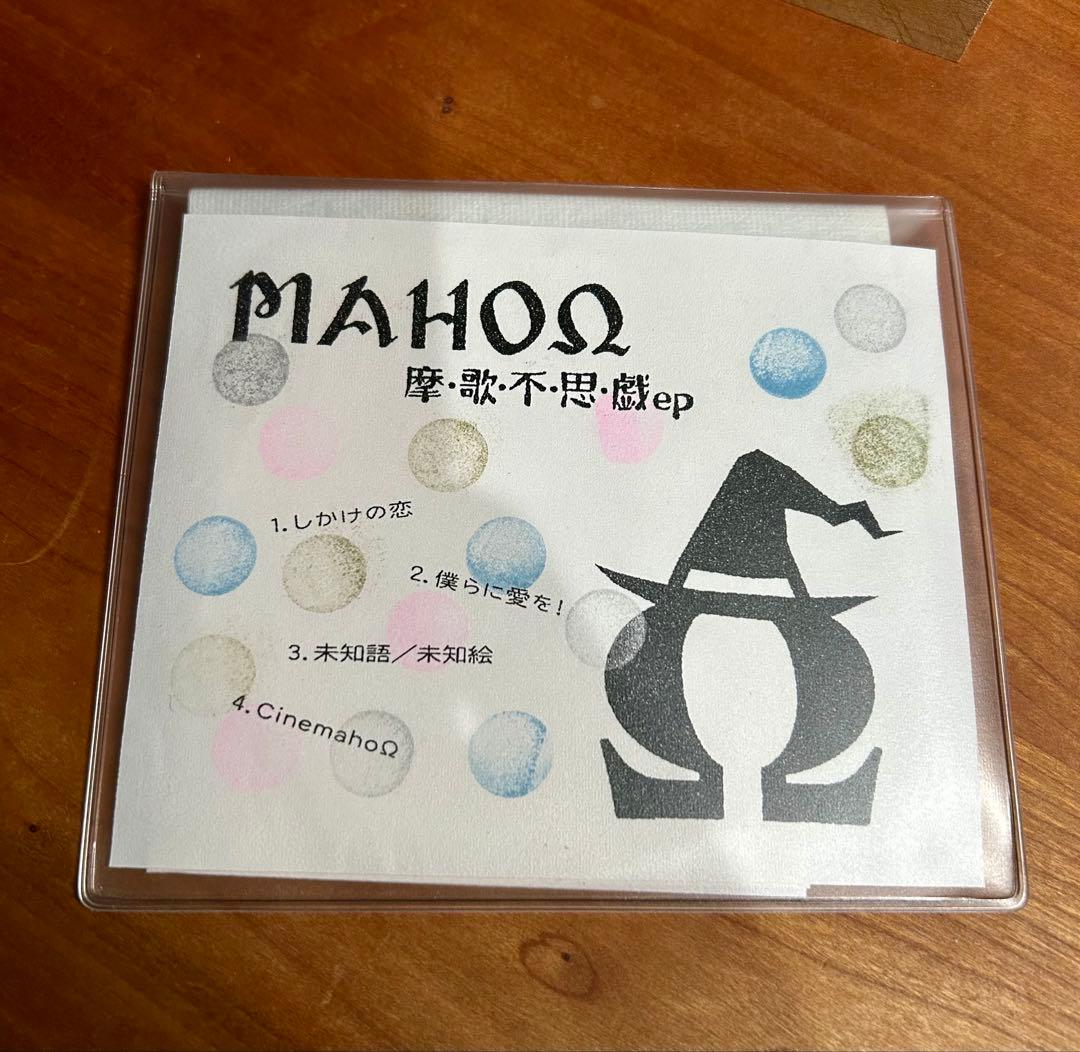 MAHOΩ
摩・歌・不・思・戯ep
1.しかけの恋
2.僕らに愛を!
3.未知語／未知絵
4.CinemahoΩ